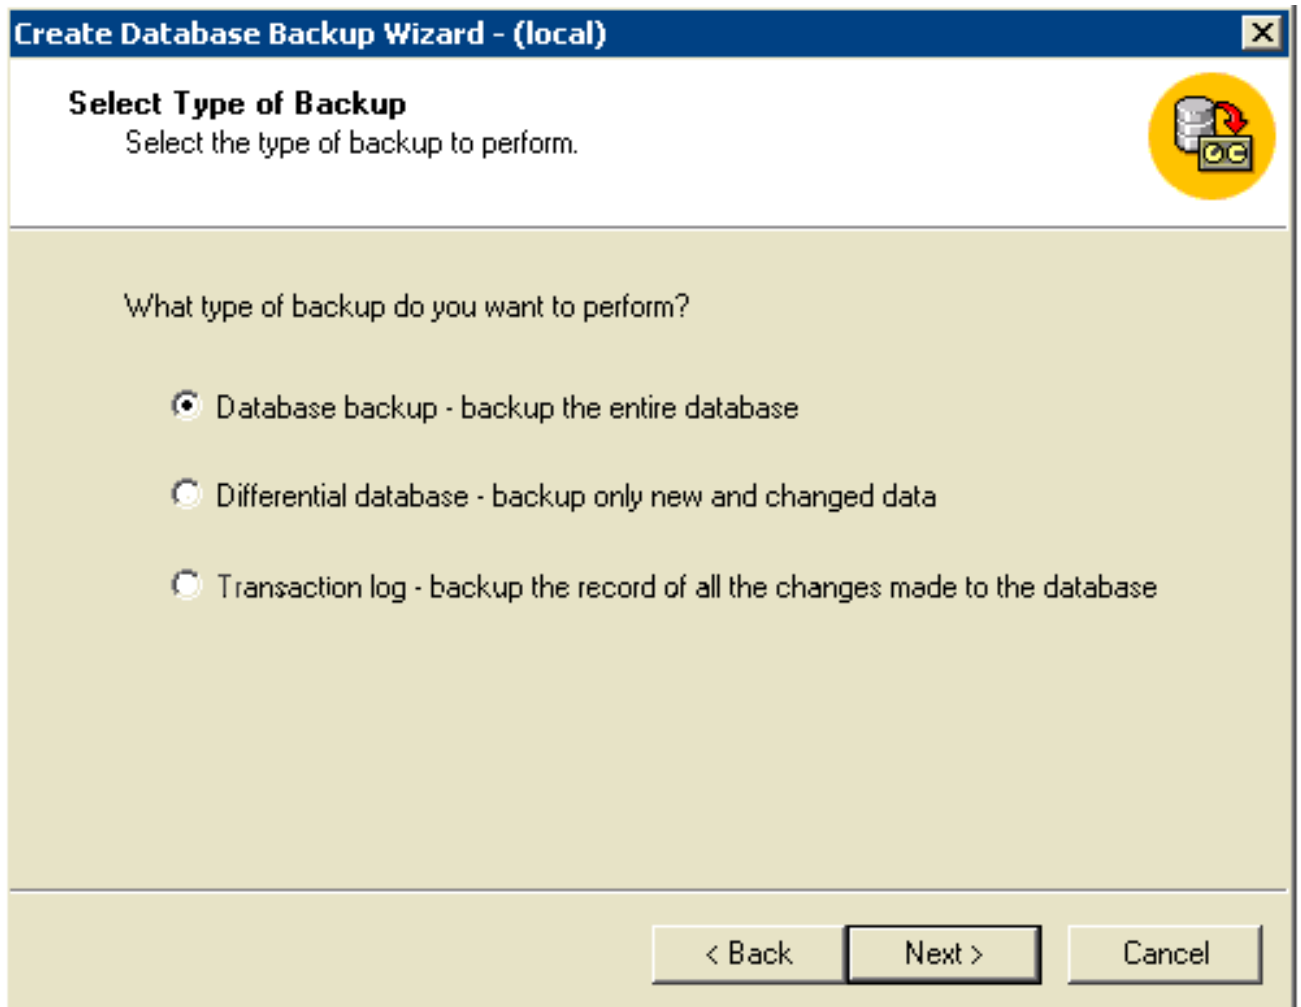 Create Database Backup Wizard - (local)
Select Type of Backup
Select the type of backup to perform.
What type of backup do you want to perform?
Database backup - backup the entire database
Differential database - backup only new and changed data
Transaction log - backup the record of all the changes made to the database
< Back Next > Cancel